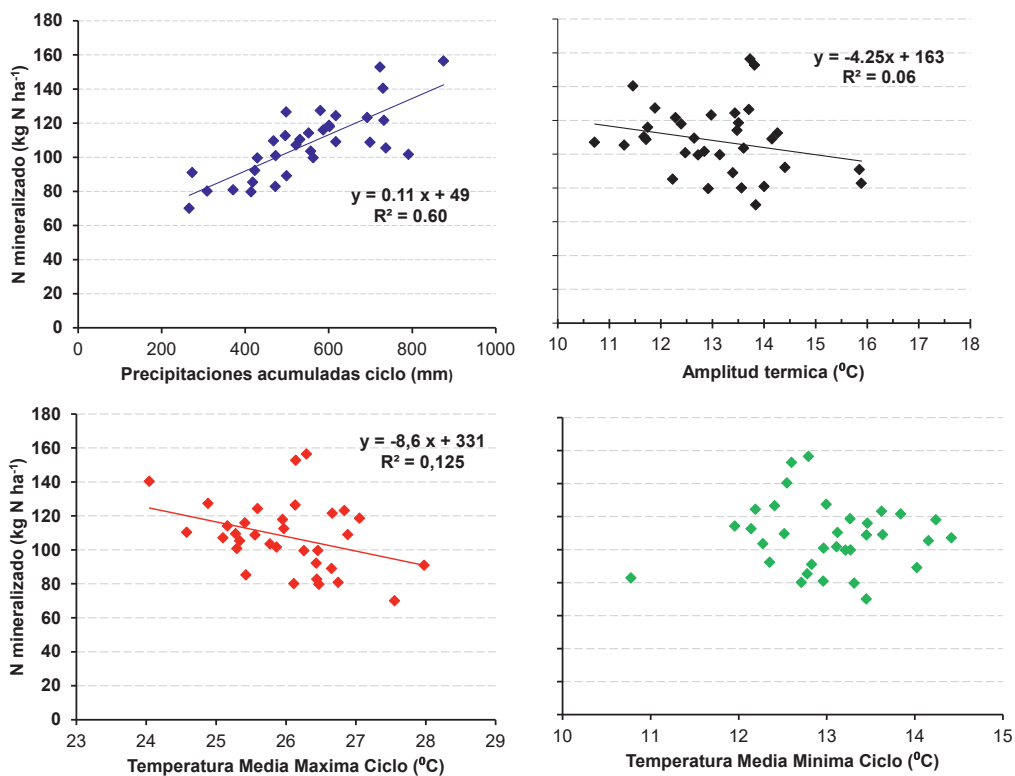 180
160
140
120
100
80
60
40
20
0
N mineralizado (kg N ha⁻¹)
y = 0.11 x + 49
R² = 0.60
0 200 400 600 800 1000
Precipitaciones acumuladas ciclo (mm)
y = -4.25x + 163
R² = 0.06
10 11 12 13 14 15 16 17 18
Amplitud termica (⁰C)
180
160
140
120
100
80
60
40
20
0
N mineralizado (kg N ha⁻¹)
y = -8,6 x + 331
R² = 0,125
23 24 25 26 27 28 29
Temperatura Media Maxima Ciclo (⁰C)
10 11 12 13 14 15
Temperatura Media Minima Ciclo (⁰C)